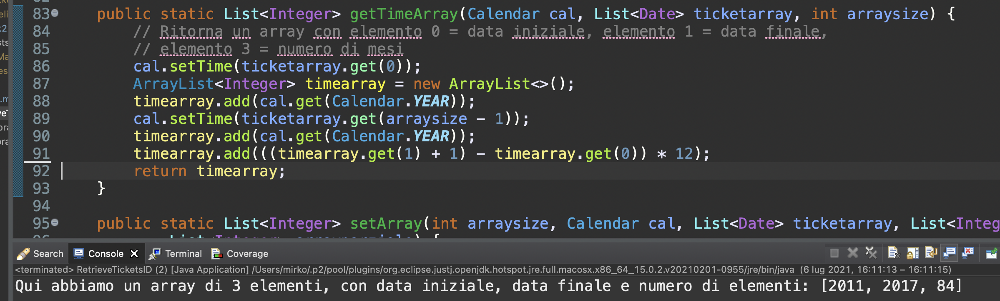 83 public static List<Integer> getTimeArray(Calendar cal, List<Date> ticketarray, int arraysize) {
84 // Ritorna un array con elemento 0 = data iniziale, elemento 1 = data finale,
85 // elemento 3 = numero di mesi
86 cal.setTime(ticketarray.get(0));
87 ArrayList<Integer> timearray = new ArrayList<>();
88 timearray.add(cal.get(Calendar.YEAR));
89 cal.setTime(ticketarray.get(arraysize - 1));
90 timearray.add(cal.get(Calendar.YEAR));
91 timearray.add(((timearray.get(1) + 1) - timearray.get(0)) * 12);
92 return timearray;
93 }
94
95 public static List<Integer> setArray(int arraysize, Calendar cal, List<Date> ticketarray, List<Integ
Search Console Terminal Coverage
<terminated> RetrieveTicketsID (2) [Java Application] /Users/mirko/.p2/pool/plugins/org.eclipse.justj.openjdk.hotspot.jre.full.macosx.x86_64_15.0.2.v20210201-0955/jre/bin/java (6 lug 2021, 16:11:13 – 16:11:15)
Qui abbiamo un array di 3 elementi, con data iniziale, data finale e numero di elementi: [2011, 2017, 84]